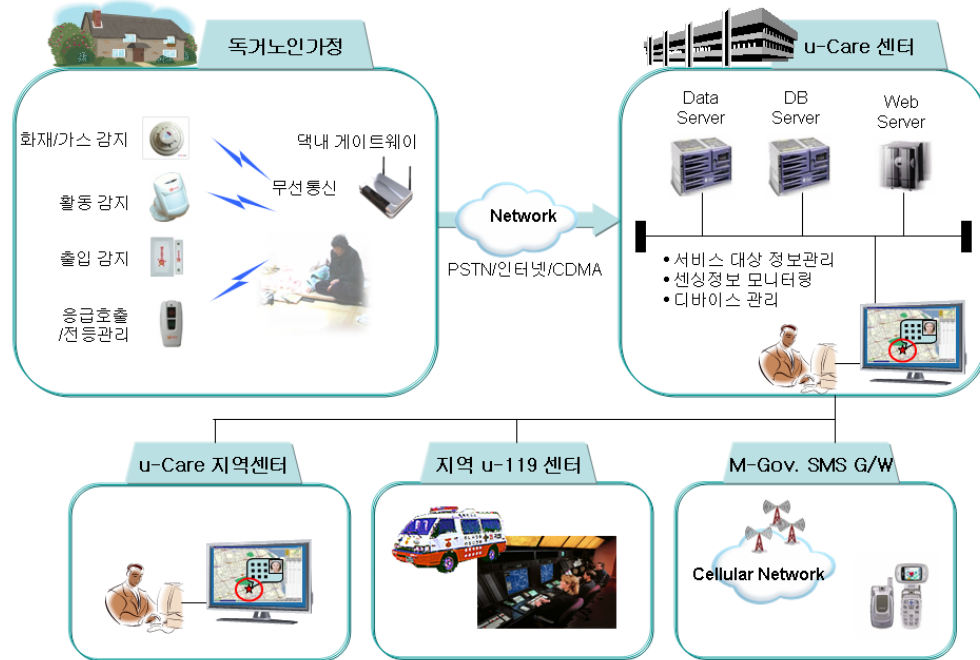 독거노인가정
u-Care 센터
화재/가스 감지
활동 감지
출입 감지
응급호출
/전등관리
댁내 게이트웨이
무선통신
Network
PSTN/인터넷/CDMA
Data
Server
DB
Server
Web
Server
• 서비스 대상 정보관리
• 센싱정보 모니터링
• 디바이스 관리
u-Care 지역센터
지역 u-119 센터
M-Gov. SMS G/W
Cellular Network